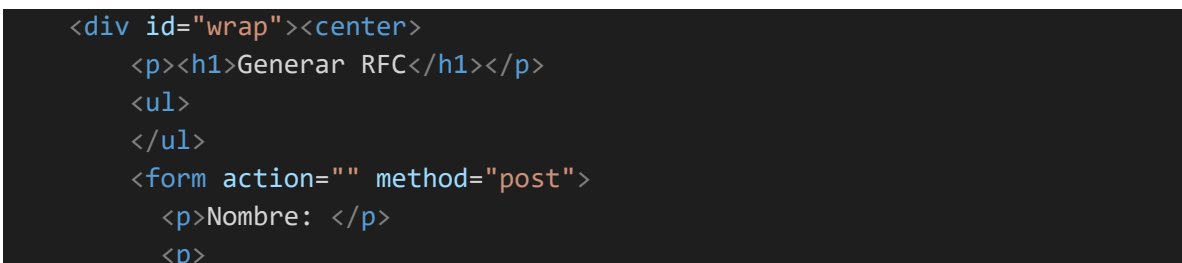 <div id="wrap"><center>
<p><h1>Generar RFC</h1></p>
<ul>
</ul>
<form action="" method="post">
<p>Nombre: </p>
<p>